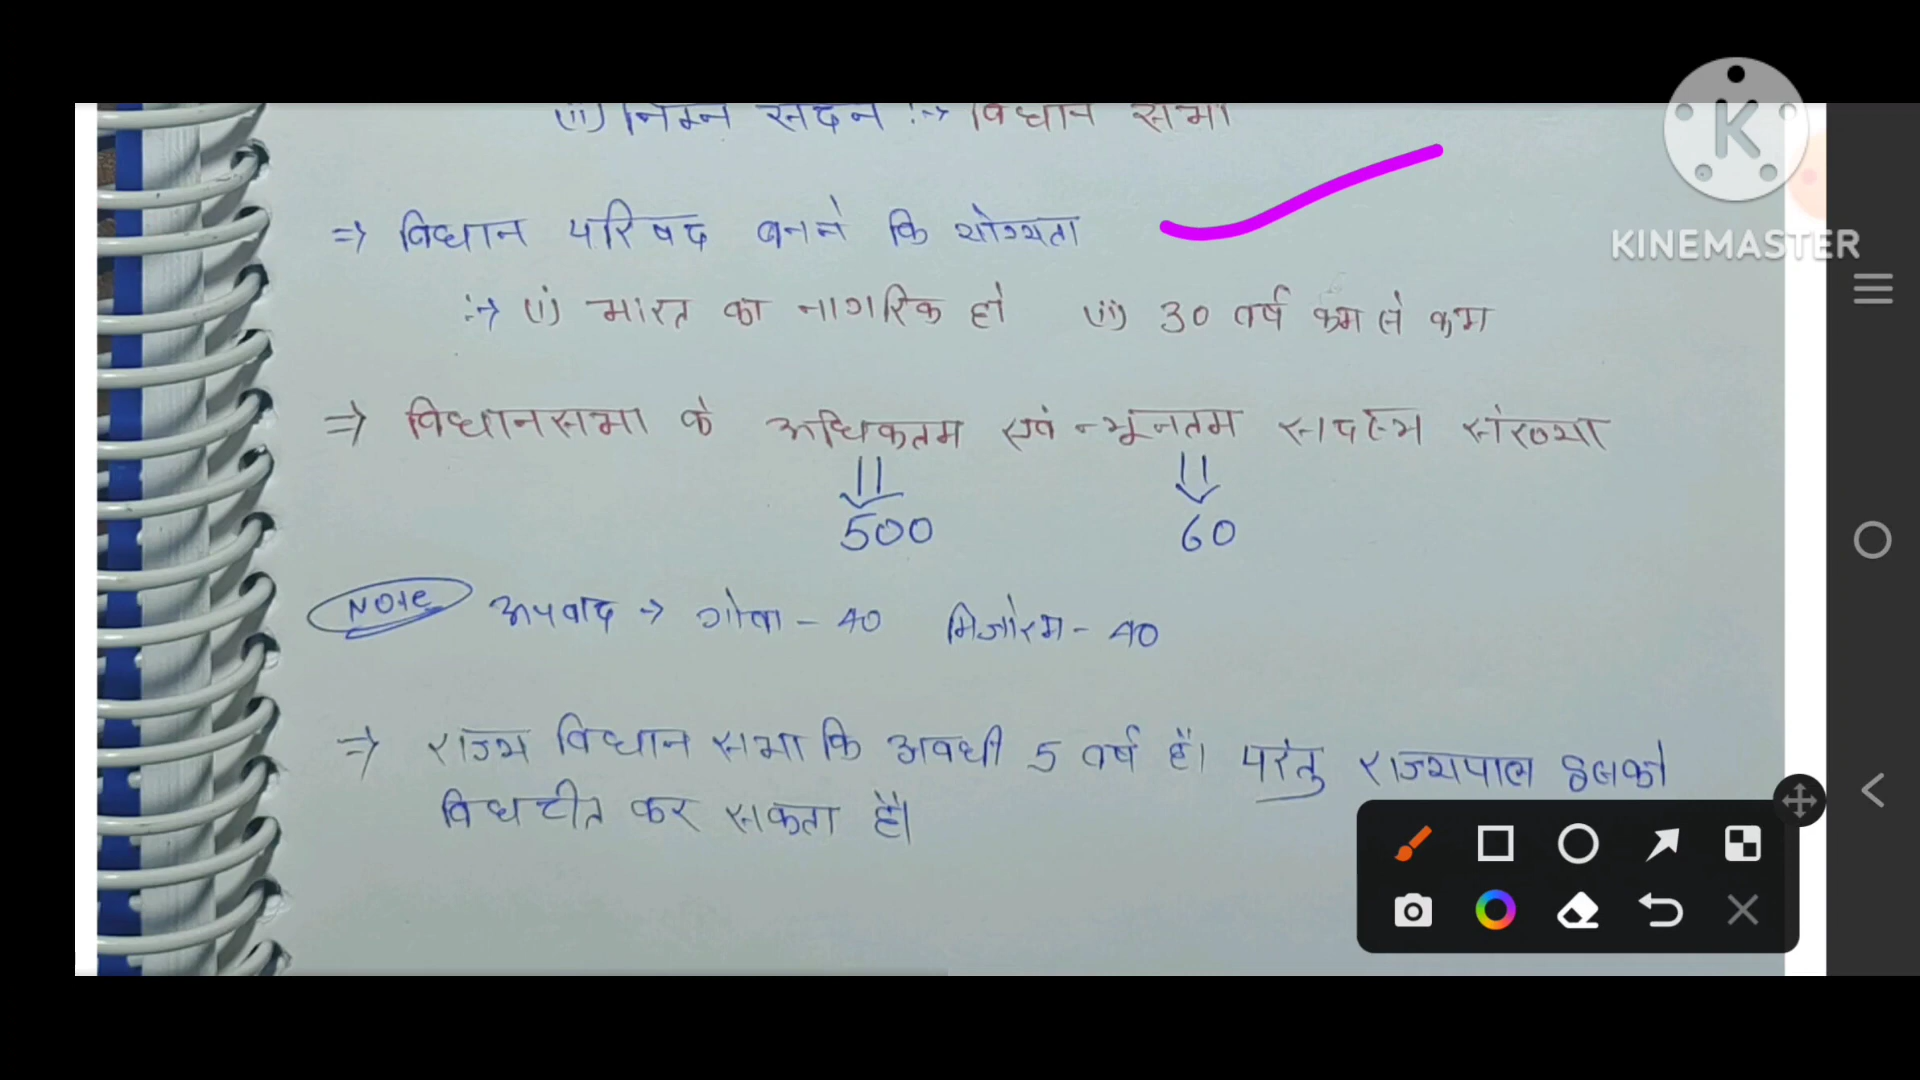 (ii) निम्न सदन :→ विधान सभा
⇒ विधान परिषद बनने कि योग्यता
:→ (i) भारत का नागरिक हो (ii) 30 वर्ष कम से कम
⇒ विधानसभा के अधिकतम एवं न्यूनतम सदस्य संख्या
500 60
Note अपवाद → गोवा - 40 मिजोरम - 40
⇒ राज्य विधान सभा कि अवधी 5 वर्ष हैं। परंतु राज्यपाल इसको
विघटीत कर सकता हैं।
K
KINEMASTER